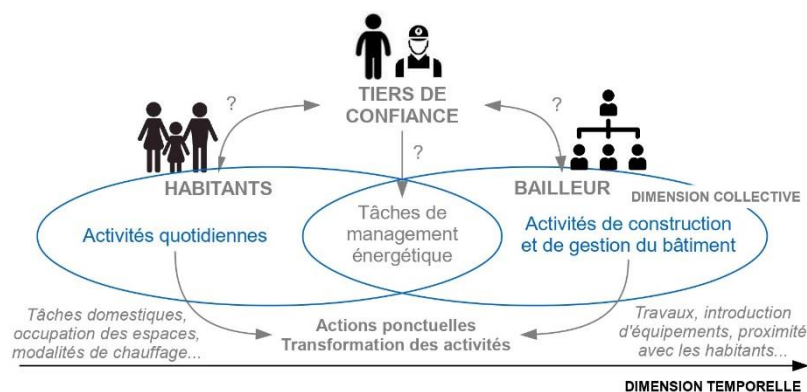 TIERS DE
CONFIANCE
?
?
?
HABITANTS
BAILLEUR
DIMENSION COLLECTIVE
Activités quotidiennes
Tâches de
management
énergétique
Activités de construction
et de gestion du bâtiment
Tâches domestiques,
occupation des espaces,
modalités de chauffage...
Actions ponctuelles
Transformation des activités
Travaux, introduction
d'équipements, proximité
avec les habitants...
DIMENSION TEMPORELLE